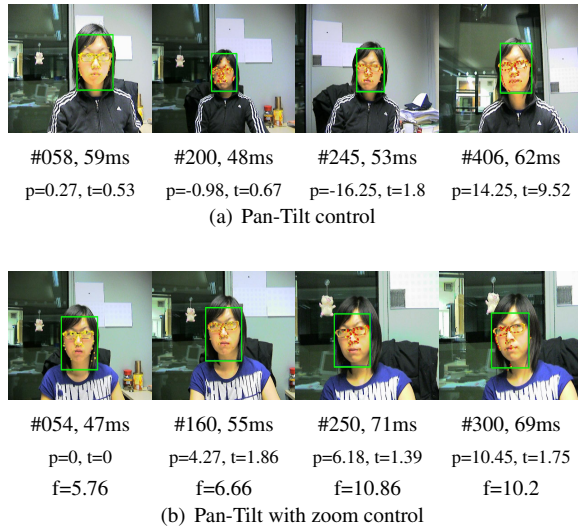 #058, 59ms #200, 48ms #245, 53ms #406, 62ms
p=0.27, t=0.53 p=-0.98, t=0.67 p=-16.25, t=1.8 p=14.25, t=9.52
(a) Pan-Tilt control
#054, 47ms #160, 55ms #250, 71ms #300, 69ms
p=0, t=0 p=4.27, t=1.86 p=6.18, t=1.39 p=10.45, t=1.75
f=5.76 f=6.66 f=10.86 f=10.2
(b) Pan-Tilt with zoom control